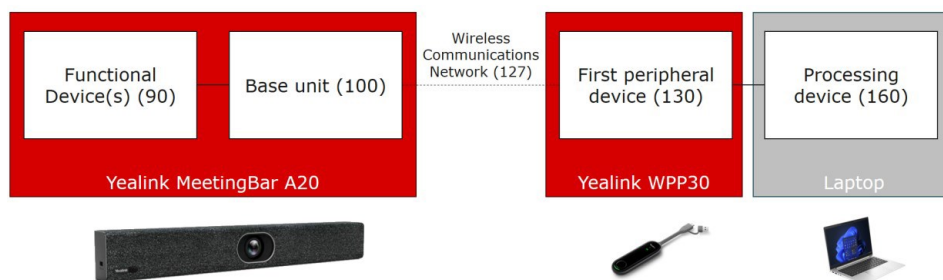 Functional
Device(s) (90)
Base unit (100)
Wireless
Communications
Network (127)
First peripheral
device (130)
Processing
device (160)
Yealink MeetingBar A20
Yealink WPP30
Laptop
Yealink